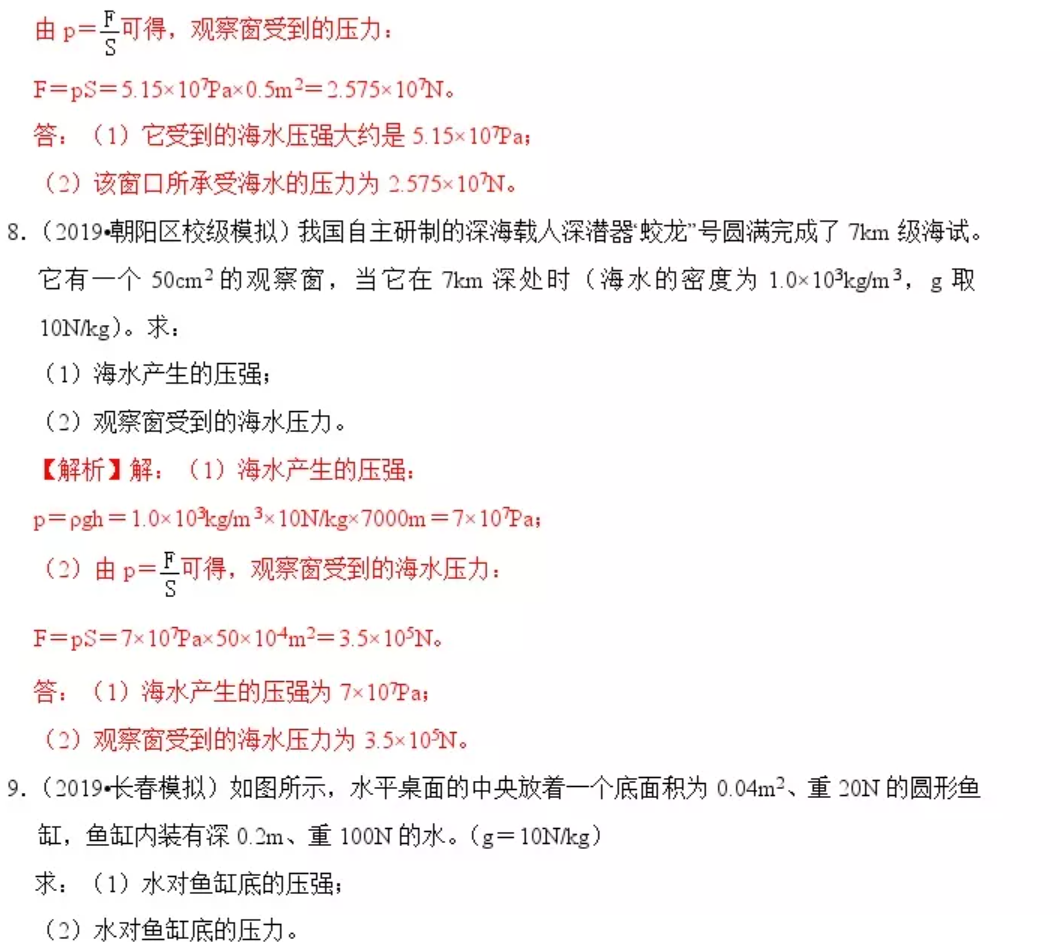 由 p＝F/S可得，观察窗受到的压力：
F＝pS＝5.15×10⁷Pa×0.5m²＝2.575×10⁷N。
答：（1）它受到的海水压强大约是 5.15×10⁷Pa；
（2）该窗口所承受海水的压力为 2.575×10⁷N。
8．（2019•朝阳区校级模拟）我国自主研制的深海载人深潜器“蛟龙”号圆满完成了 7km 级海试。
它有一个 50cm² 的观察窗，当它在 7km 深处时（海水的密度为 1.0×10³kg/m³，g 取
10N/kg）。求：
（1）海水产生的压强；
（2）观察窗受到的海水压力。
【解析】解：（1）海水产生的压强：
p＝ρgh＝1.0×10³kg/m³×10N/kg×7000m＝7×10⁷Pa；
（2）由 p＝F/S可得，观察窗受到的海水压力：
F＝pS＝7×10⁷Pa×50×10⁻⁴m²＝3.5×10⁵N。
答：（1）海水产生的压强为 7×10⁷Pa；
（2）观察窗受到的海水压力为 3.5×10⁵N。
9．（2019•长春模拟）如图所示，水平桌面的中央放着一个底面积为 0.04m²、重 20N 的圆形鱼
缸，鱼缸内装有深 0.2m、重 100N 的水。（g＝10N/kg）
求：（1）水对鱼缸底的压强；
（2）水对鱼缸底的压力。